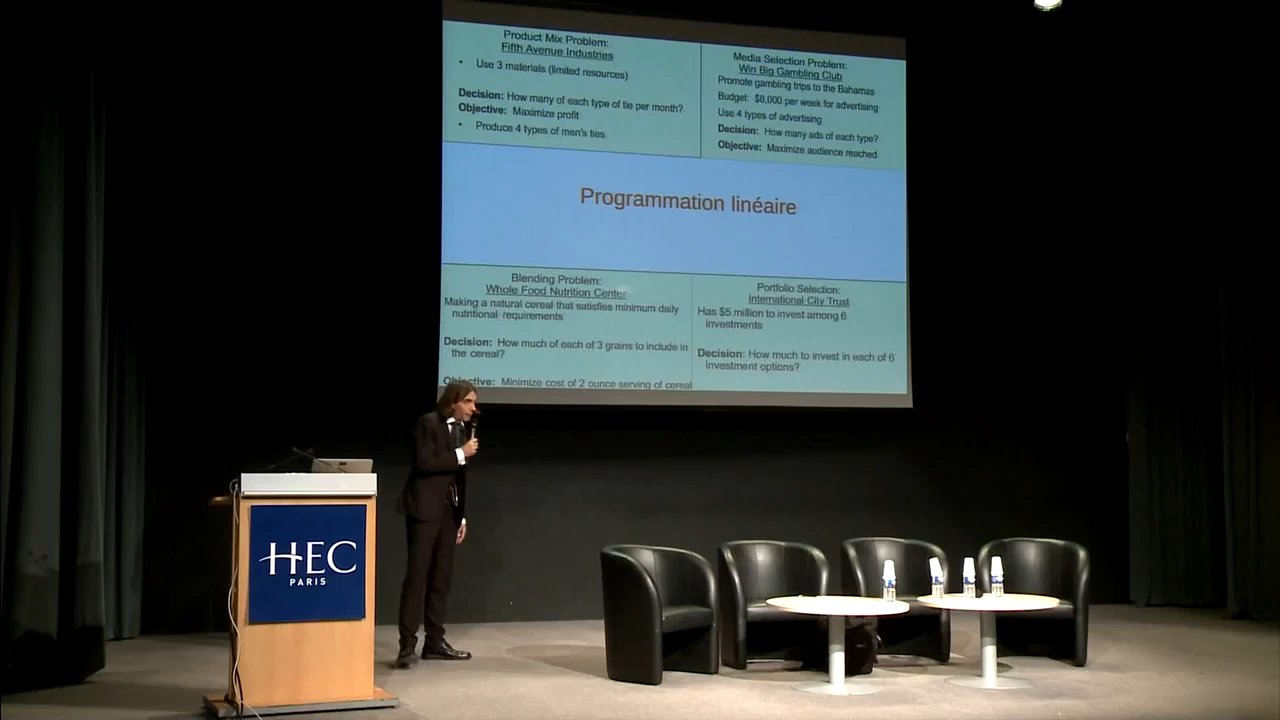 Product Mix Problem:
Fifth Avenue Industries
• Use 3 materials (limited resources)
Decision: How many of each type of tie per month?
Objective: Maximize profit
• Produce 4 types of men's ties
Media Selection Problem:
Win Big Gambling Club
Promote gambling trips to the Bahamas
Budget: $8,000 per week for advertising
Use 4 types of advertising
Decision: How many ads of each type?
Objective: Maximize audience reached
Programmation linéaire
Blending Problem:
Whole Food Nutrition Center
Making a natural cereal that satisfies minimum daily
nutritional requirements
Decision: How much of each of 3 grains to include in
the cereal?
Objective: Minimize cost of 2 ounce serving of cereal
Portfolio Selection:
International City Trust
Has $5 million to invest among 6
investments
Decision: How much to invest in each of 6
investment options?
HEC
PARIS